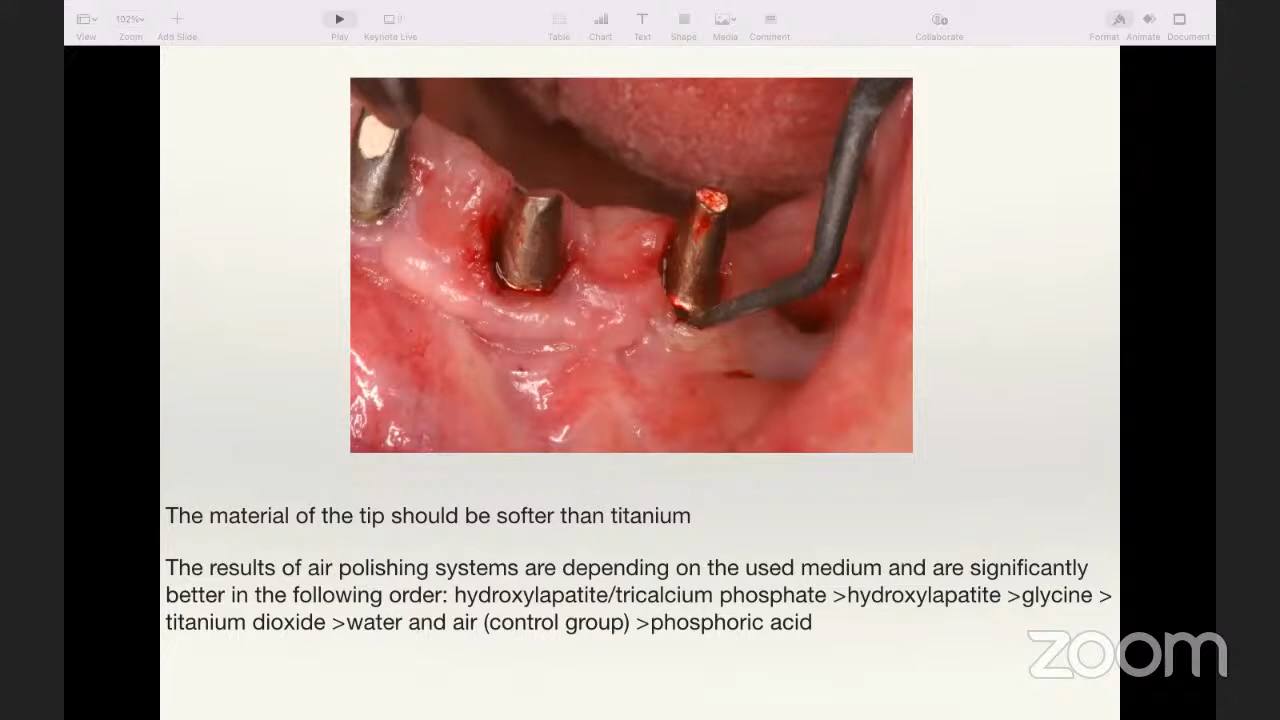 102%
View
Zoom
Add Slide
Play
Keynote Live
Table
Chart
Text
Shape
Media
Comment
Collaborate
Format
Animate
Document
The material of the tip should be softer than titanium
The results of air polishing systems are depending on the used medium and are significantly
better in the following order: hydroxylapatite/tricalcium phosphate >hydroxylapatite >glycine >
titanium dioxide >water and air (control group) >phosphoric acid
zoom